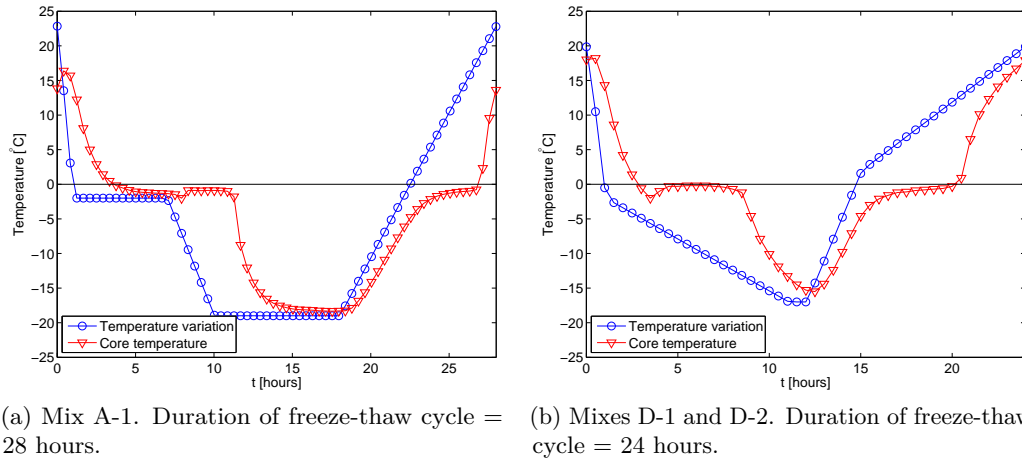 25
20
15
10
5
0
−5
−10
−15
−20
−25
0 5 10 15 20 25
Temperature [°C]
t [hours]
Temperature variation
Core temperature
25
20
15
10
5
0
−5
−10
−15
−20
−25
0 5 10 15 20
Temperature [°C]
t [hours]
Temperature variation
Core temperature
(a) Mix A-1. Duration of freeze-thaw cycle =
28 hours.
(b) Mixes D-1 and D-2. Duration of freeze-thaw
cycle = 24 hours.